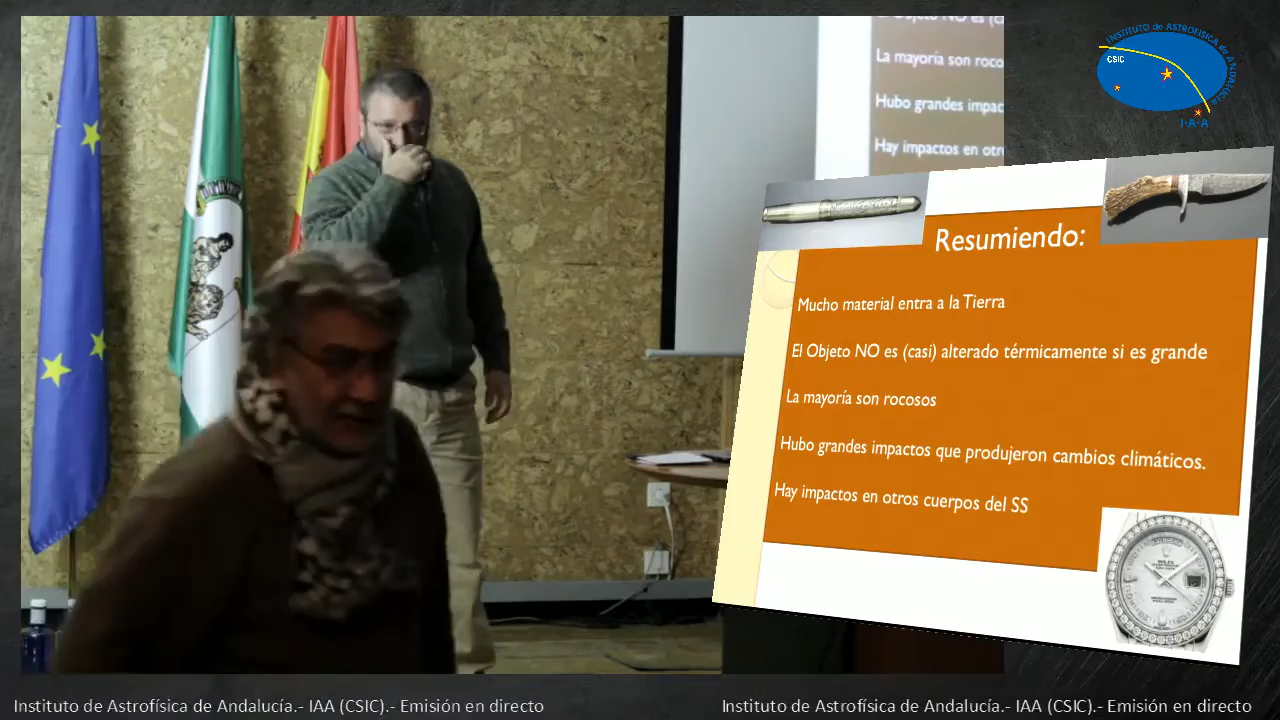 INSTITUTO de ASTROFÍSICA de ANDALUCÍA
CSIC
I·A·A
La mayoría son roco
Hubo grandes impac
Hay impactos en otr
Resumiendo:
Mucho material entra a la Tierra
El Objeto NO es (casi) alterado térmicamente si es grande
La mayoría son rocosos
Hubo grandes impactos que produjeron cambios climáticos.
Hay impactos en otros cuerpos del SS
ROLEX
Instituto de Astrofísica de Andalucía.- IAA (CSIC).- Emisión en directo
Instituto de Astrofísica de Andalucía.- IAA (CSIC).- Emisión en directo